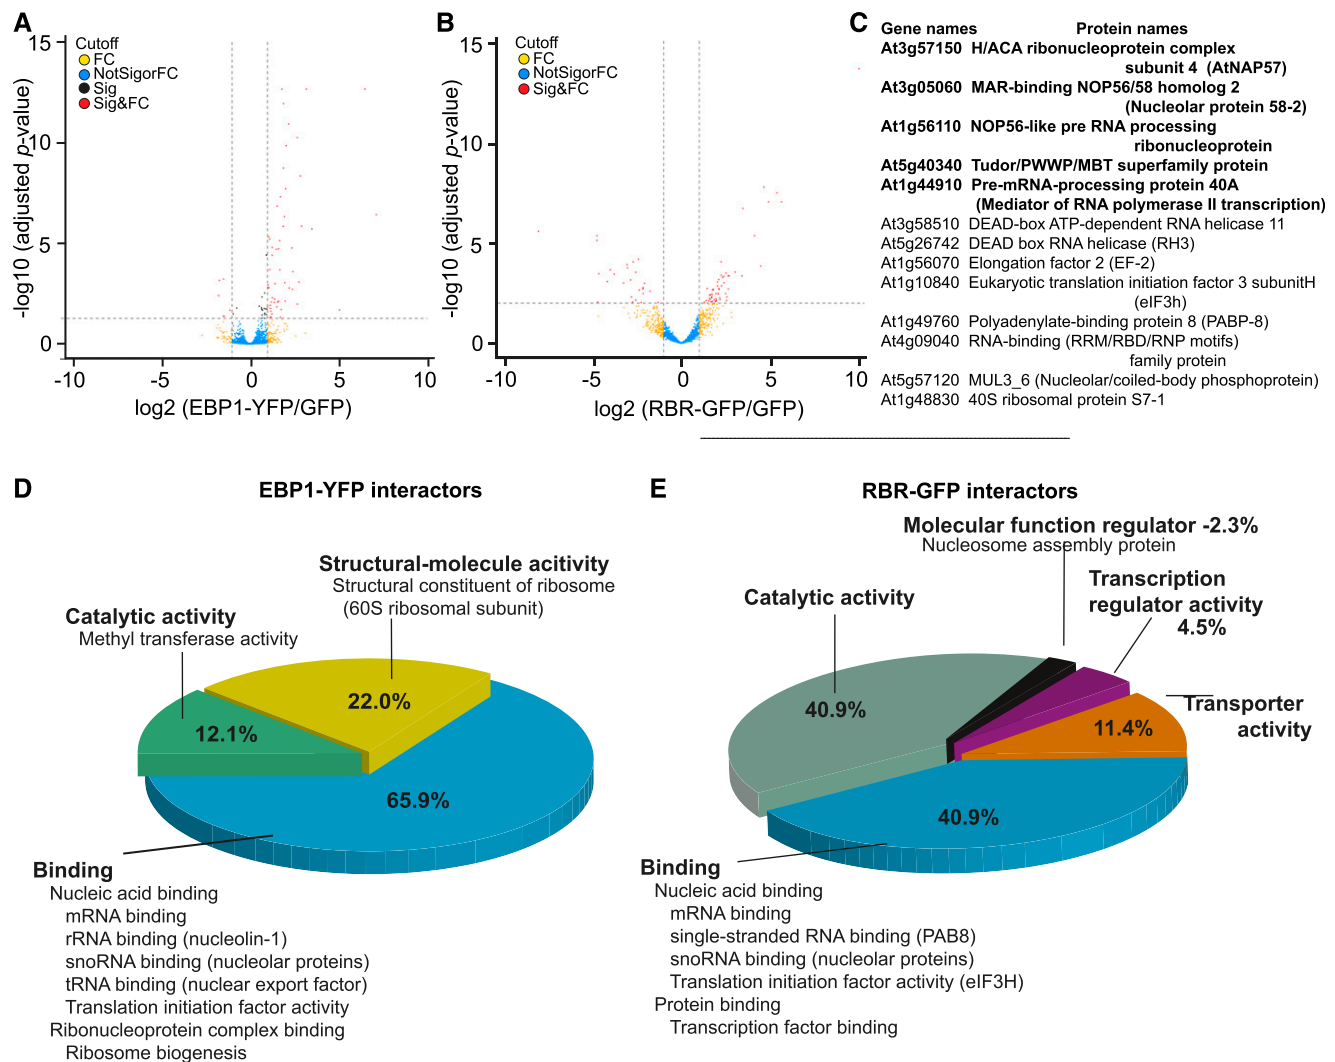 A
15
10
5
0
-log10 (adjusted p-value)
Cutoff
FC
NotSigorFC
Sig
Sig&FC
-10
-5
0
5
10
log2 (EBP1-YFP/GFP)
B
15
10
5
0
-log10 (adjusted p-value)
Cutoff
FC
NotSigorFC
Sig&FC
-10
-5
0
5
10
log2 (RBR-GFP/GFP)
C
Gene names Protein names
At3g57150 H/ACA ribonucleoprotein complex
subunit 4 (AtNAP57)
At3g05060 MAR-binding NOP56/58 homolog 2
(Nucleolar protein 58-2)
At1g56110 NOP56-like pre RNA processing
ribonucleoprotein
At5g40340 Tudor/PWWP/MBT superfamily protein
At1g44910 Pre-mRNA-processing protein 40A
(Mediator of RNA polymerase II transcription)
At3g58510 DEAD-box ATP-dependent RNA helicase 11
At5g26742 DEAD box RNA helicase (RH3)
At1g56070 Elongation factor 2 (EF-2)
At1g10840 Eukaryotic translation initiation factor 3 subunitH
(eIF3h)
At1g49760 Polyadenylate-binding protein 8 (PABP-8)
At4g09040 RNA-binding (RRM/RBD/RNP motifs)
family protein
At5g57120 MUL3_6 (Nucleolar/coiled-body phosphoprotein)
At1g48830 40S ribosomal protein S7-1
D
EBP1-YFP interactors
Structural-molecule acitivity
Structural constituent of ribosome
(60S ribosomal subunit)
Catalytic activity
Methyl transferase activity
22.0%
12.1%
65.9%
Binding
Nucleic acid binding
mRNA binding
rRNA binding (nucleolin-1)
snoRNA binding (nucleolar proteins)
tRNA binding (nuclear export factor)
Translation initiation factor activity
Ribonucleoprotein complex binding
Ribosome biogenesis
E
RBR-GFP interactors
Molecular function regulator -2.3%
Nucleosome assembly protein
Transcription
regulator activity
4.5%
Catalytic activity
Transporter
activity
40.9%
11.4%
40.9%
Binding
Nucleic acid binding
mRNA binding
single-stranded RNA binding (PAB8)
snoRNA binding (nucleolar proteins)
Translation initiation factor activity (eIF3H)
Protein binding
Transcription factor binding